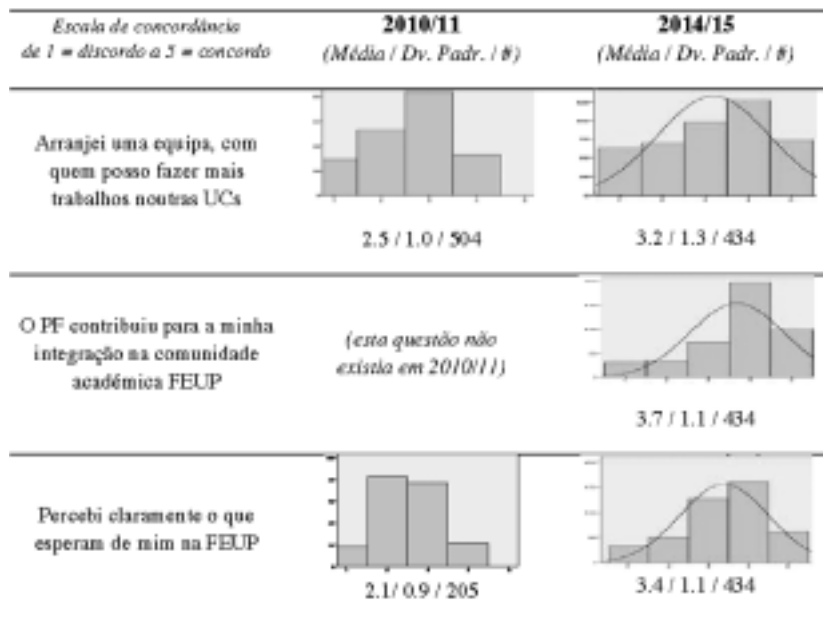 Escala de concordância
de 1 = discordo a 5 = concordo
2010/11
(Média / Dv. Padr. / #)
2014/15
(Média / Dv. Padr. / #)
Arranjei uma equipa, com
quem posso fazer mais
trabalhos noutras UCs
2.5 / 1.0 / 504
3.2 / 1.3 / 434
O PF contribuiu para a minha
integração na comunidade
académica FEUP
(esta questão não
existia em 2010/11)
3.7 / 1.1 / 434
Percebi claramente o que
esperam de mim na FEUP
2.1/ 0.9 / 205
3.4 / 1.1 / 434